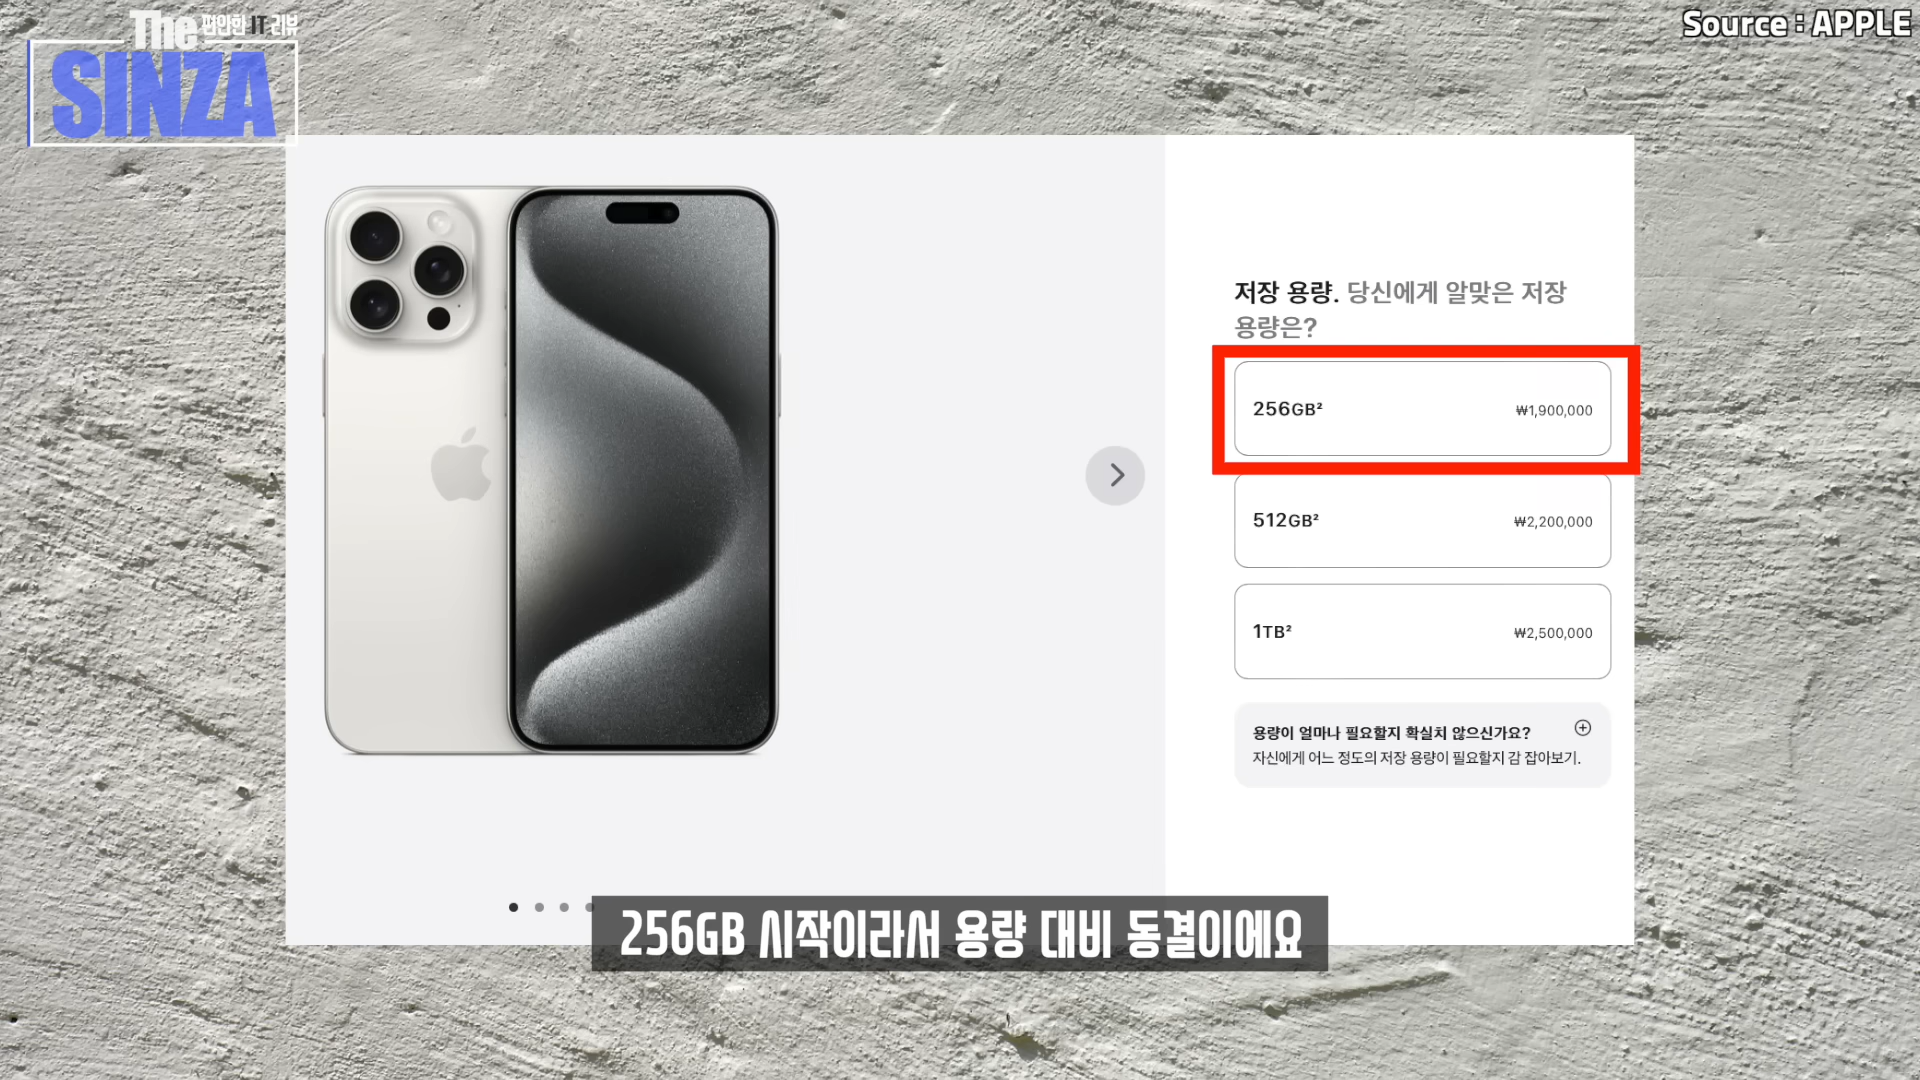 The 편안한 IT 리뷰
SINZA
Source : APPLE
저장 용량. 당신에게 알맞은 저장
용량은?
256GB² ₩1,900,000
512GB² ₩2,200,000
1TB² ₩2,500,000
용량이 얼마나 필요할지 확실치 않으신가요?
자신에게 어느 정도의 저장 용량이 필요할지 감 잡아보기.
256GB 시작이라서 용량 대비 동결이에요